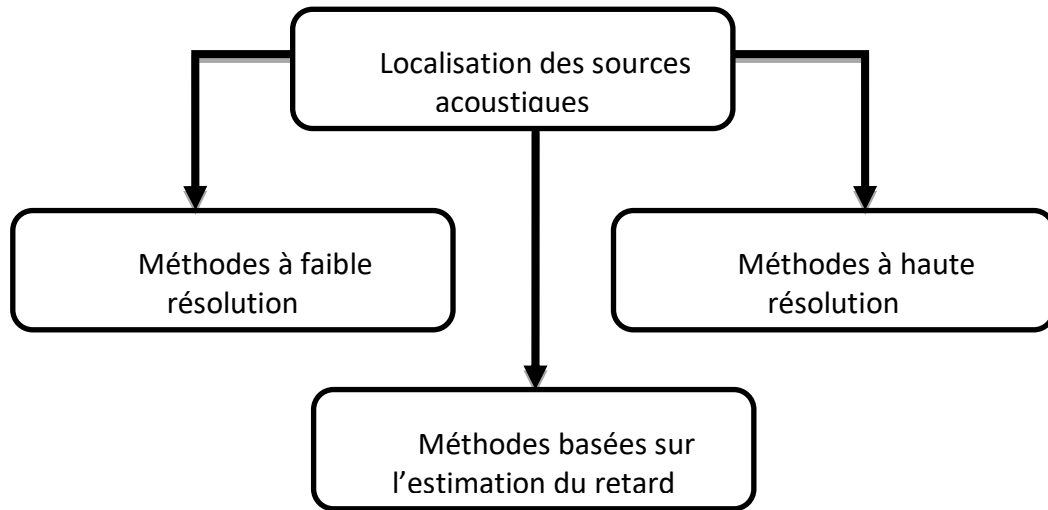 Localisation des sources
acoustiques
Méthodes à faible
résolution
Méthodes à haute
résolution
Méthodes basées sur
l'estimation du retard